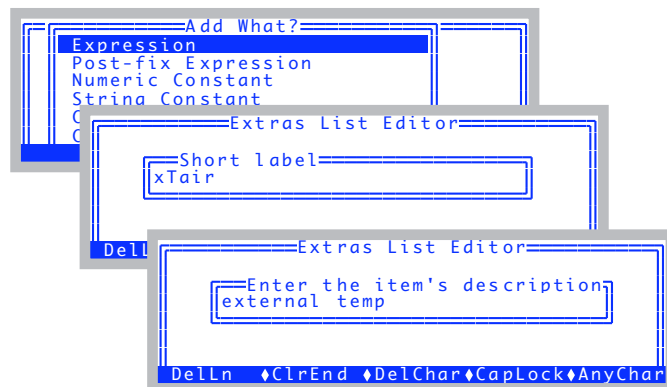 Add What?
Expression
Post-fix Expression
Numeric Constant
String Constant
Extras List Editor
Short label
xTair
Extras List Editor
Enter the item's description
external temp
DelLn ♦ClrEnd ♦DelChar♦CapLock♦AnyChar